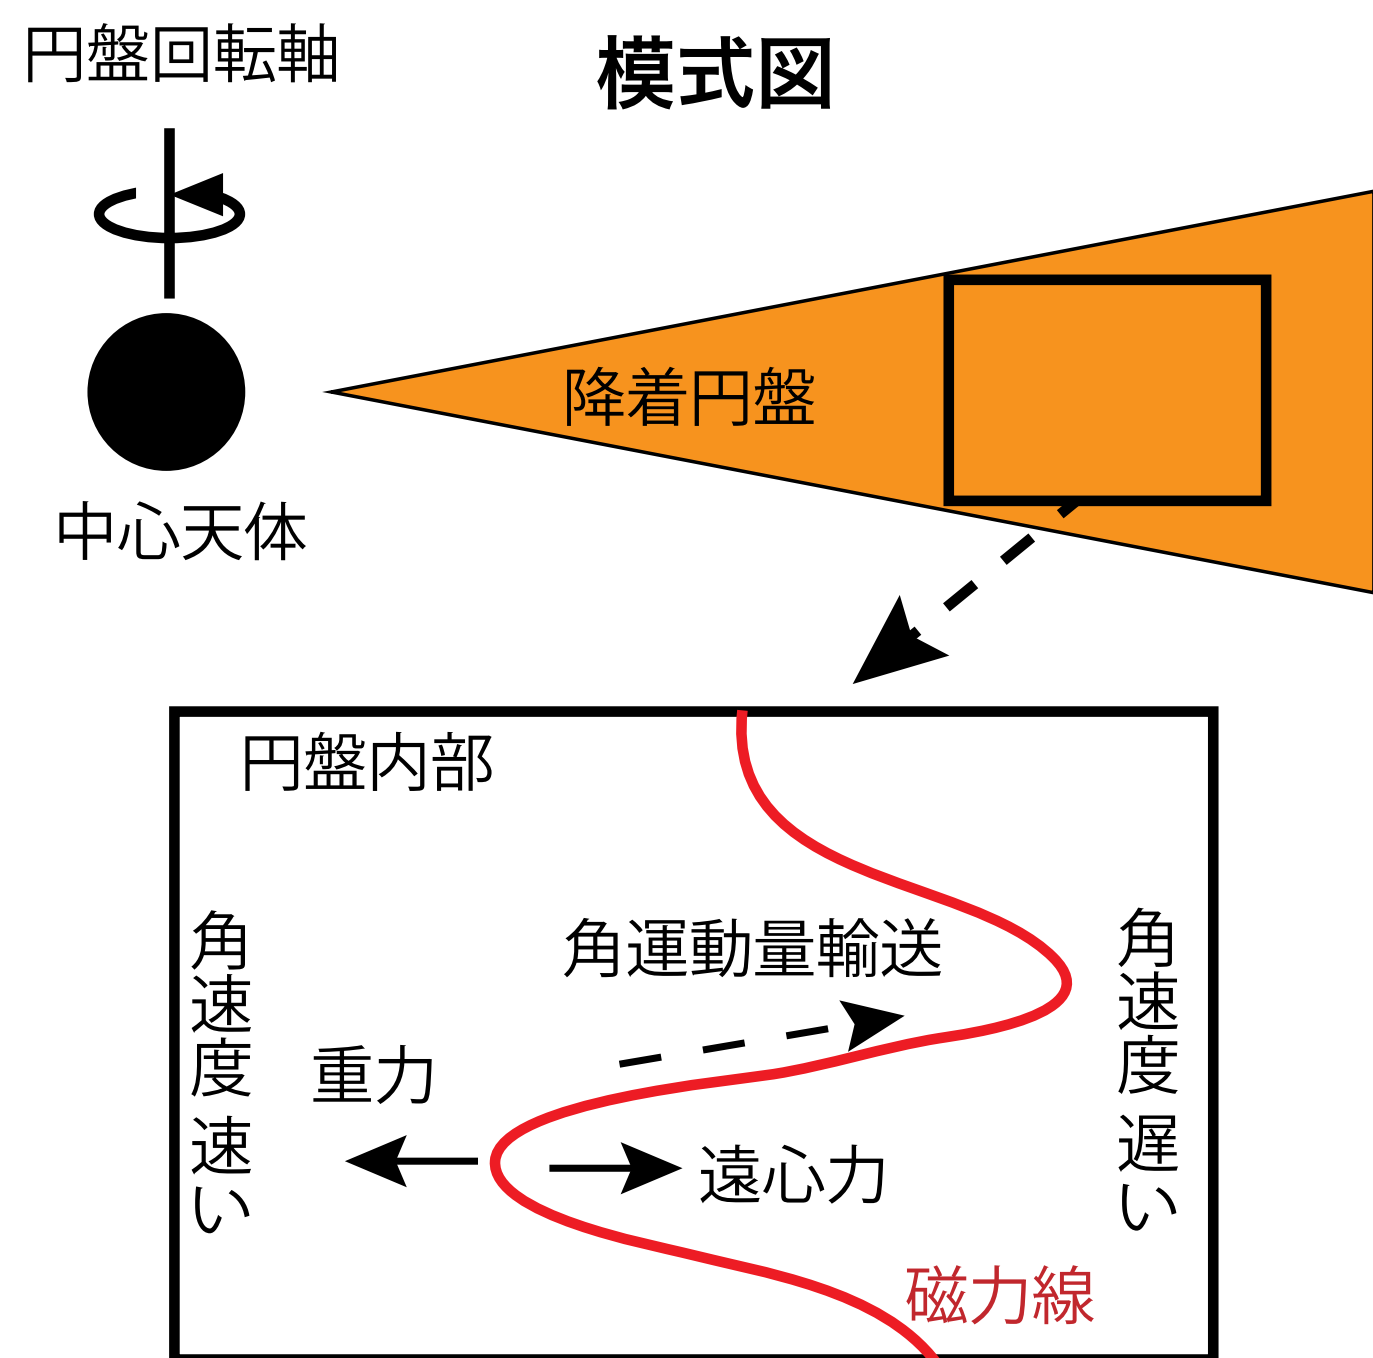 円盤回転軸
模式図
降着円盤
中心天体
円盤内部
角速度 速い
角運動量輸送
角速度 遅い
重力
遠心力
磁力線